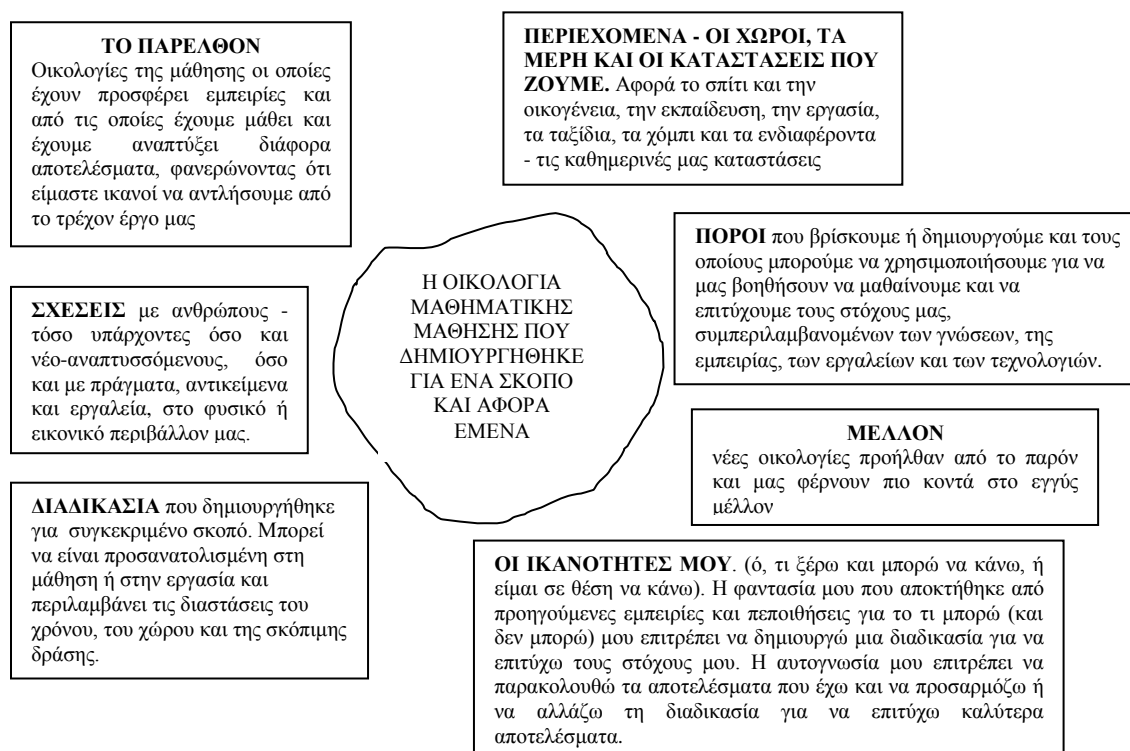 ΤΟ ΠΑΡΕΛΘΟΝ
Οικολογίες της μάθησης οι οποίες
έχουν προσφέρει εμπειρίες και
από τις οποίες έχουμε μάθει και
έχουμε αναπτύξει διάφορα
αποτελέσματα, φανερώνοντας ότι
είμαστε ικανοί να αντλήσουμε από
το τρέχον έργο μας
ΠΕΡΙΕΧΟΜΕΝΑ - ΟΙ ΧΩΡΟΙ, ΤΑ
ΜΕΡΗ ΚΑΙ ΟΙ ΚΑΤΑΣΤΑΣΕΙΣ ΠΟΥ
ΖΟΥΜΕ. Αφορά το σπίτι και την
οικογένεια, την εκπαίδευση, την εργασία,
τα ταξίδια, τα χόμπι και τα ενδιαφέροντα
- τις καθημερινές μας καταστάσεις
ΣΧΕΣΕΙΣ με ανθρώπους -
τόσο υπάρχοντες όσο και
νέο-αναπτυσσόμενους, όσο
και με πράγματα, αντικείμενα
και εργαλεία, στο φυσικό ή
εικονικό περιβάλλον μας.
Η ΟΙΚΟΛΟΓΙΑ
ΜΑΘΗΜΑΤΙΚΗΣ
ΜΑΘΗΣΗΣ ΠΟΥ
ΔΗΜΙΟΥΡΓΗΘΗΚΕ
ΓΙΑ ΕΝΑ ΣΚΟΠΟ
ΚΑΙ ΑΦΟΡΑ
ΕΜΕΝΑ
ΠΟΡΟΙ που βρίσκουμε ή δημιουργούμε και τους
οποίους μπορούμε να χρησιμοποιήσουμε για να
μας βοηθήσουν να μαθαίνουμε και να
επιτύχουμε τους στόχους μας,
συμπεριλαμβανομένων των γνώσεων, της
εμπειρίας, των εργαλείων και των τεχνολογιών.
ΜΕΛΛΟΝ
νέες οικολογίες προήλθαν από το παρόν
και μας φέρνουν πιο κοντά στο εγγύς
μέλλον
ΔΙΑΔΙΚΑΣΙΑ που δημιουργήθηκε
για συγκεκριμένο σκοπό. Μπορεί
να είναι προσανατολισμένη στη
μάθηση ή στην εργασία και
περιλαμβάνει τις διαστάσεις του
χρόνου, του χώρου και της σκόπιμης
δράσης.
ΟΙ ΙΚΑΝΟΤΗΤΕΣ ΜΟΥ. (ό, τι ξέρω και μπορώ να κάνω, ή
είμαι σε θέση να κάνω). Η φαντασία μου που αποκτήθηκε από
προηγούμενες εμπειρίες και πεποιθήσεις για το τι μπορώ (και
δεν μπορώ) μου επιτρέπει να δημιουργώ μια διαδικασία για να
επιτύχω τους στόχους μου. Η αυτογνωσία μου επιτρέπει να
παρακολουθώ τα αποτελέσματα που έχω και να προσαρμόζω ή
να αλλάζω τη διαδικασία για να επιτύχω καλύτερα
αποτελέσματα.